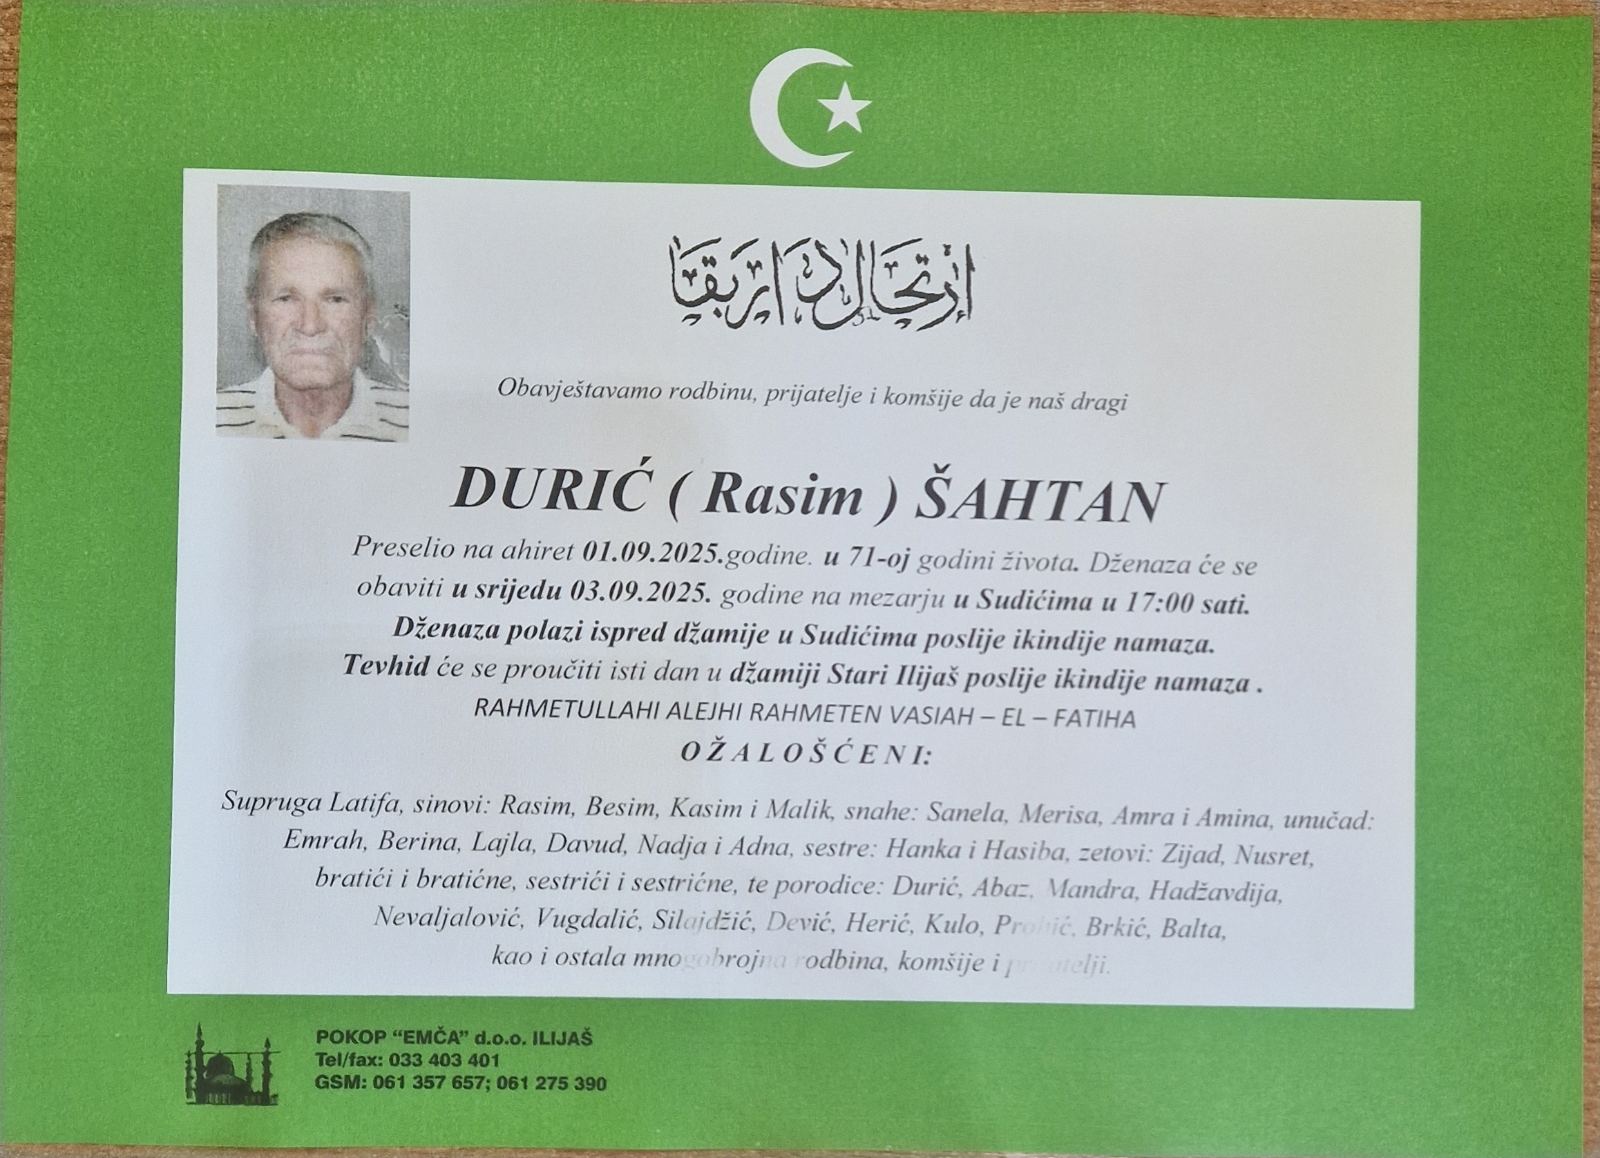 ارتحال دار بقا
Obavještavamo rodbinu, prijatelje i komšije da je naš dragi
DURIĆ ( Rasim ) ŠAHTAN
Preselio na ahiret 01.09.2025.godine. u 71-oj godini života. Dženaza će se
obaviti u srijedu 03.09.2025. godine na mezarju u Sudićima u 17:00 sati.
Dženaza polazi ispred džamije u Sudićima poslije ikindije namaza.
Tevhid će se proučiti isti dan u džamiji Stari Ilijaš poslije ikindije namaza .
RAHMETULLAHI ALEJHI RAHMETEN VASIAH – EL – FATIHA
O Ž A L O Š Ć E N I:
Supruga Latifa, sinovi: Rasim, Besim, Kasim i Malik, snahe: Sanela, Merisa, Amra i Amina, unučad:
Emrah, Berina, Lajla, Davud, Nadja i Adna, sestre: Hanka i Hasiba, zetovi: Zijad, Nusret,
bratići i bratićne, sestrići i sestrićne, te porodice: Durić, Abaz, Mandra, Hadžavdija,
Nevaljalović, Vugdalić, Silajdžić, Dević, Herić, Kulo, Brkić, Balta,
kao i ostala mnogobrojna rodbina, komšije i prijatelji.
POKOP “EMČA” d.o.o. ILIJAŠ
Tel/fax: 033 403 401
GSM: 061 357 657; 061 275 390